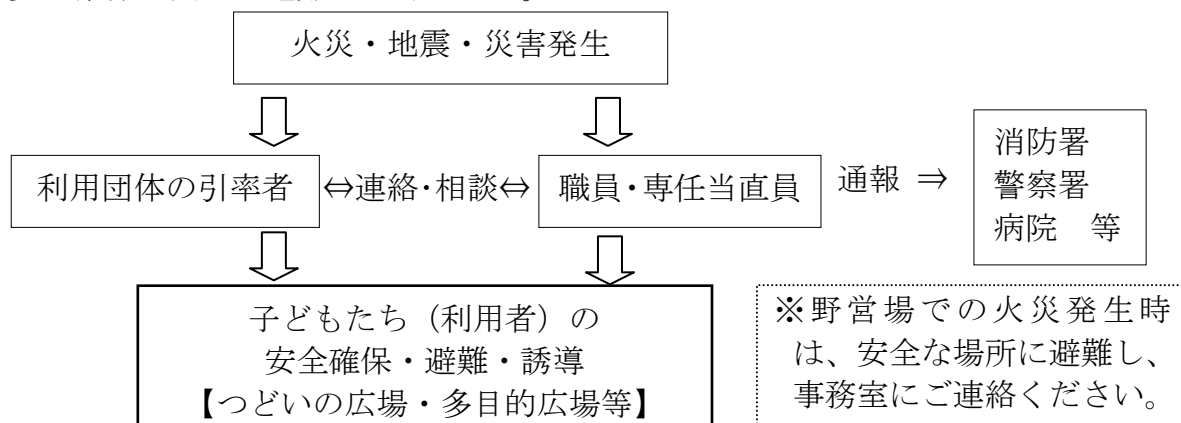 火災・地震・災害発生
利用団体の引率者
⇔連絡・相談⇔
職員・専任当直員
通報 ⇒
消防署
警察署
病院　等
子どもたち（利用者）の
安全確保・避難・誘導
【つどいの広場・多目的広場等】
※野営場での火災発生時
は、安全な場所に避難し、
事務室にご連絡ください。